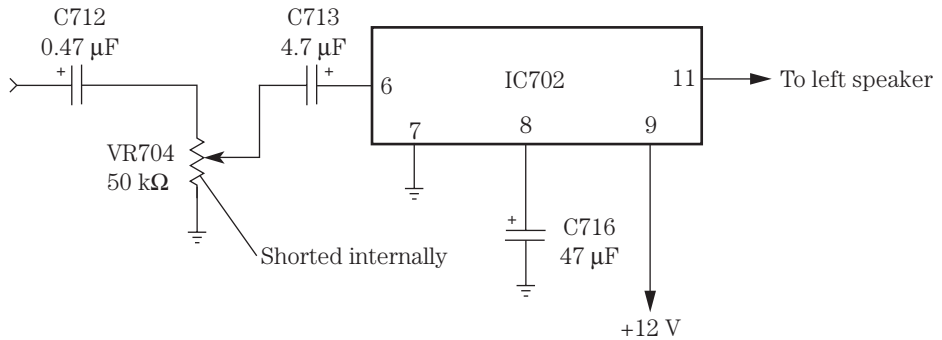 C712
0.47 µF
+
C713
4.7 µF
+
6
IC702
11
To left speaker
7
8
9
VR704
50 kΩ
+
C716
47 µF
Shorted internally
+12 V